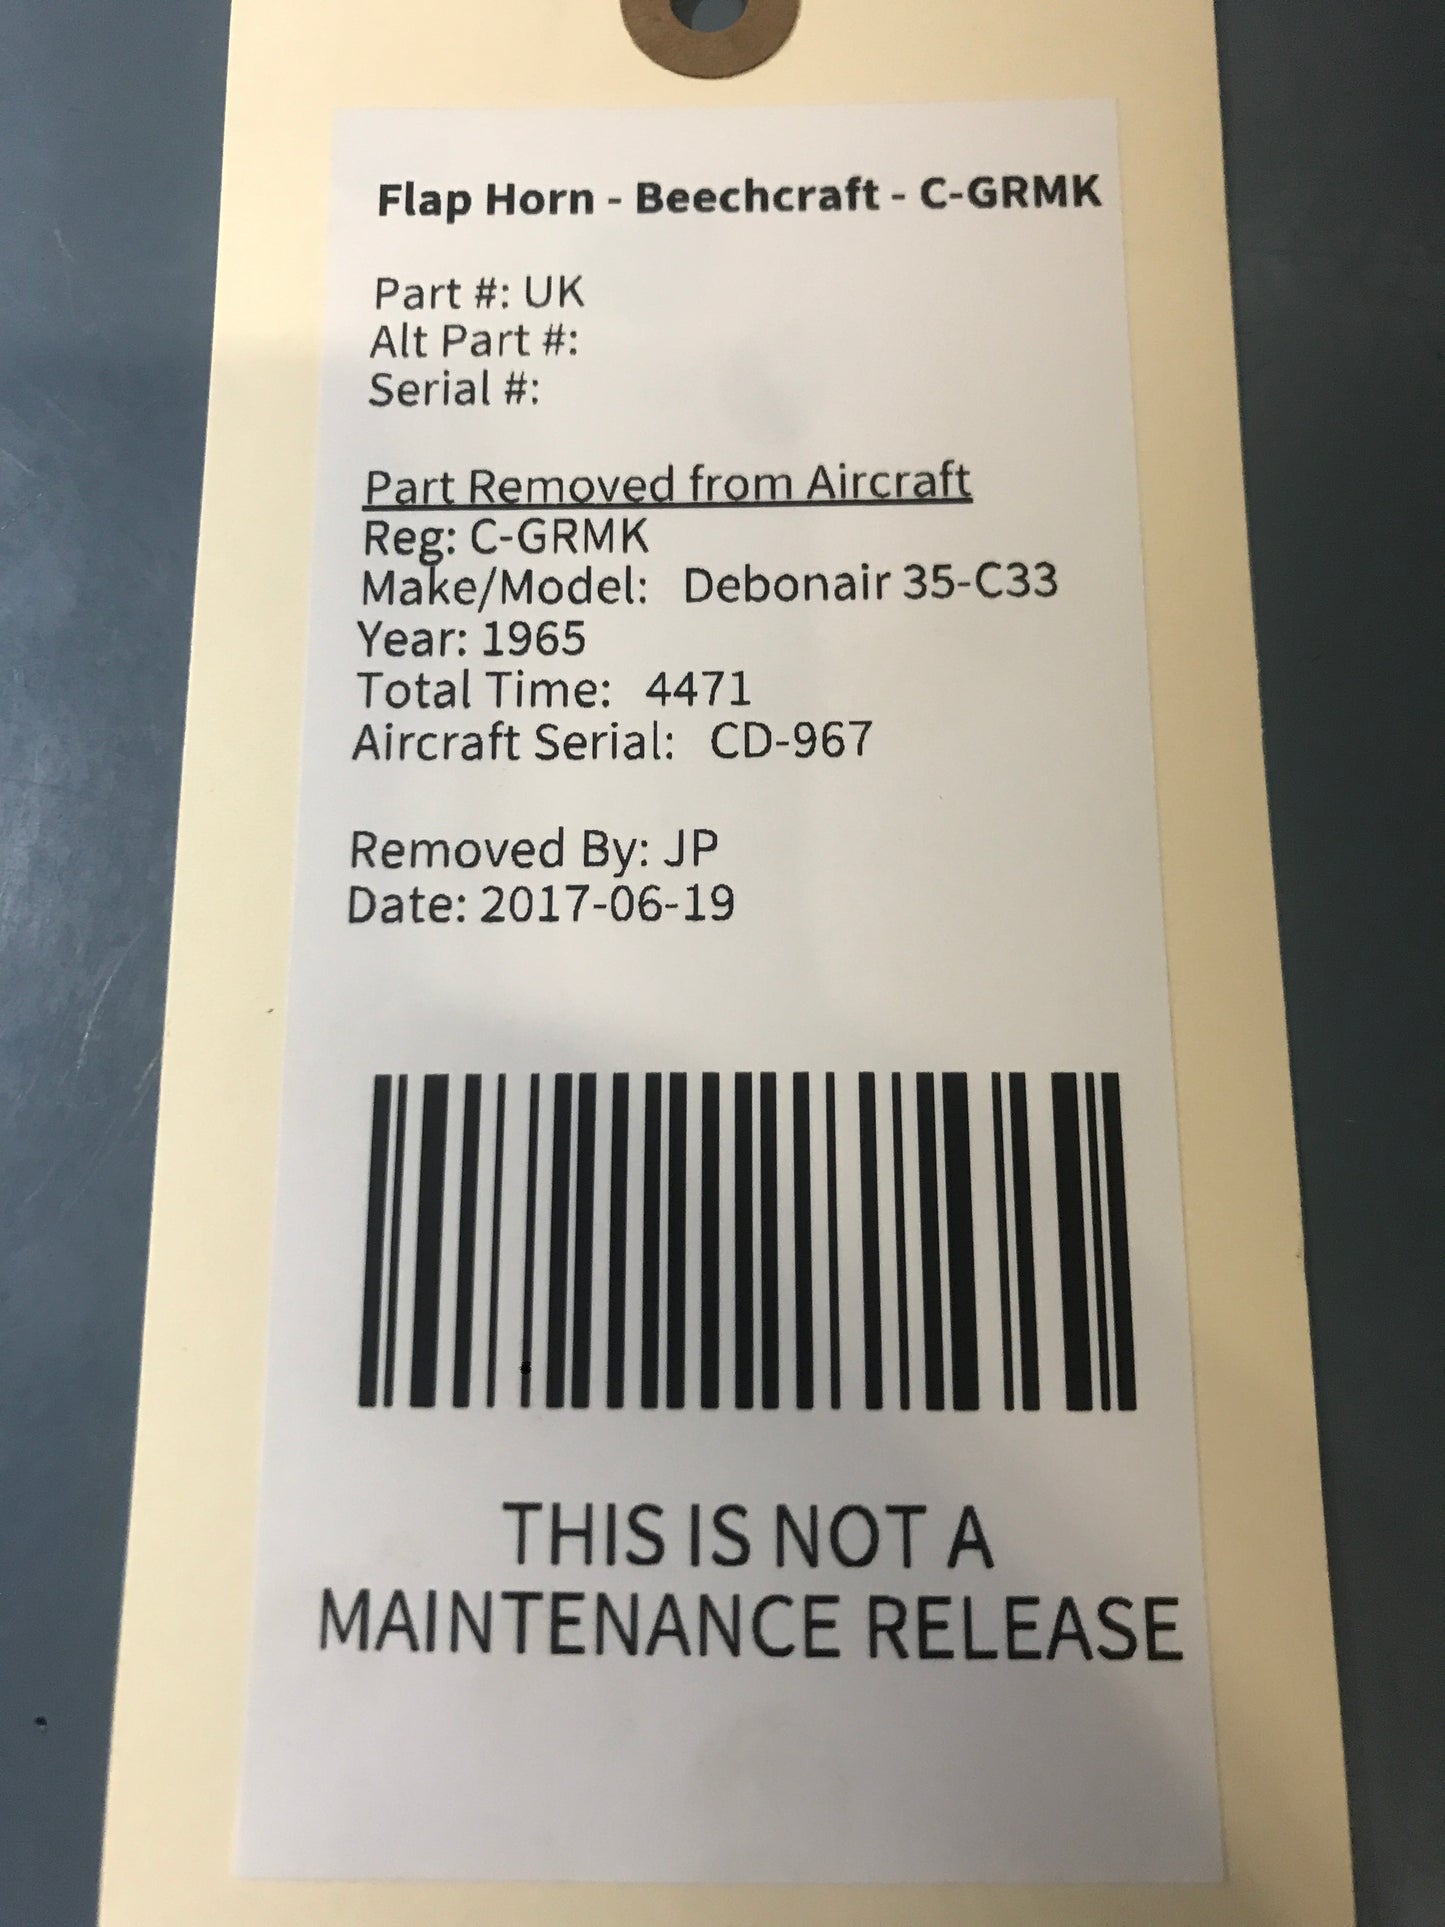 Flap Horn - Beechcraft - C-GRMK
Part #: UK
Alt Part #:
Serial #:
Part Removed from Aircraft
Reg: C-GRMK
Make/Model: Debonair 35-C33
Year: 1965
Total Time: 4471
Aircraft Serial: CD-967
Removed By: JP
Date: 2017-06-19
THIS IS NOT A
MAINTENANCE RELEASE